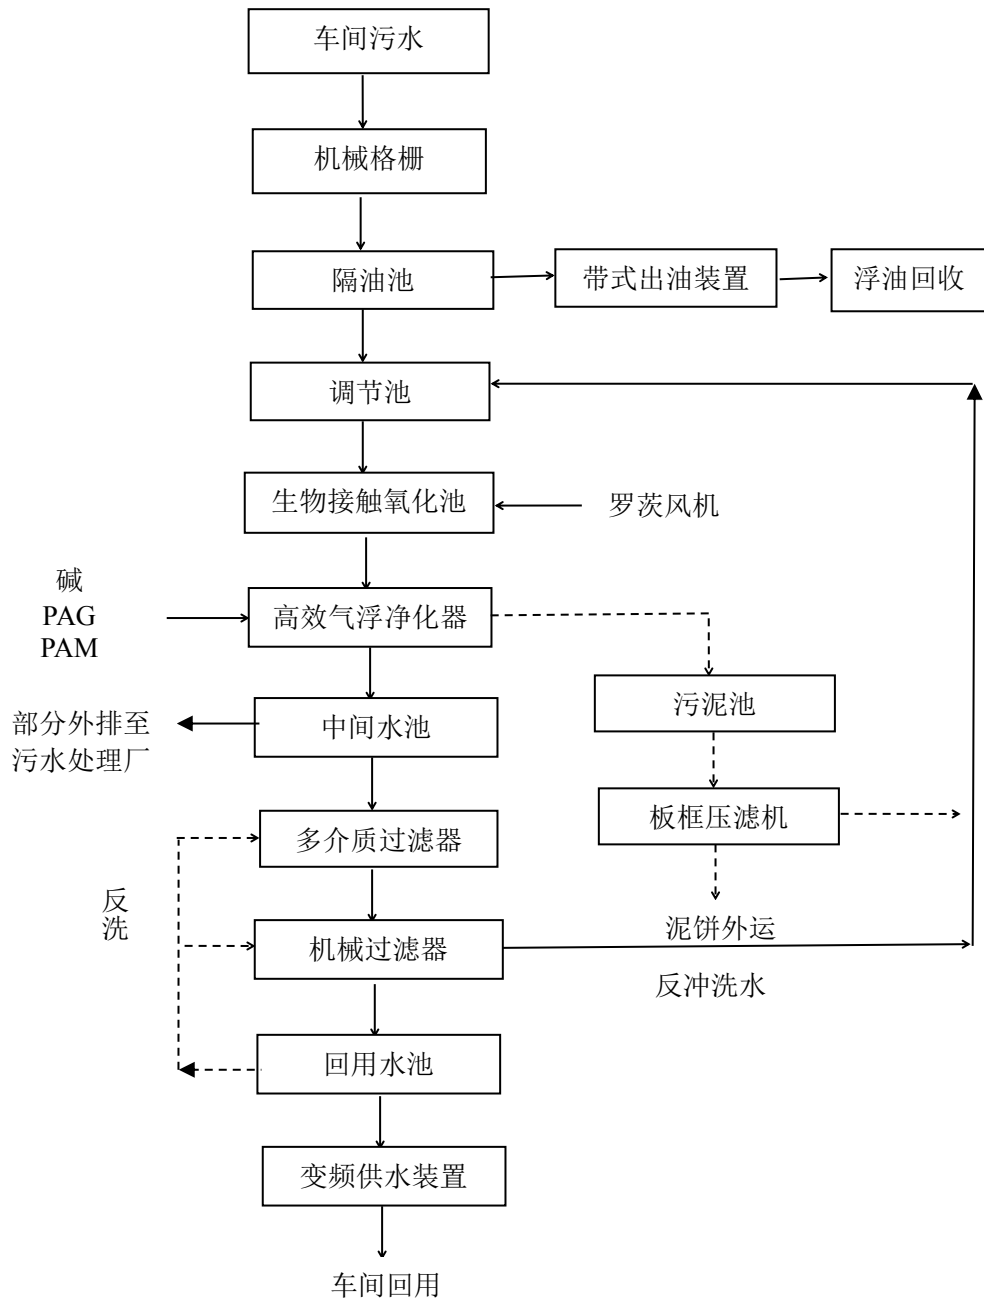 车间污水
机械格栅
隔油池
带式出油装置
浮油回收
调节池
生物接触氧化池
罗茨风机
碱
PAG
PAM
高效气浮净化器
污泥池
部分外排至
污水处理厂
中间水池
板框压滤机
多介质过滤器
反
洗
泥饼外运
机械过滤器
反冲洗水
回用水池
变频供水装置
车间回用